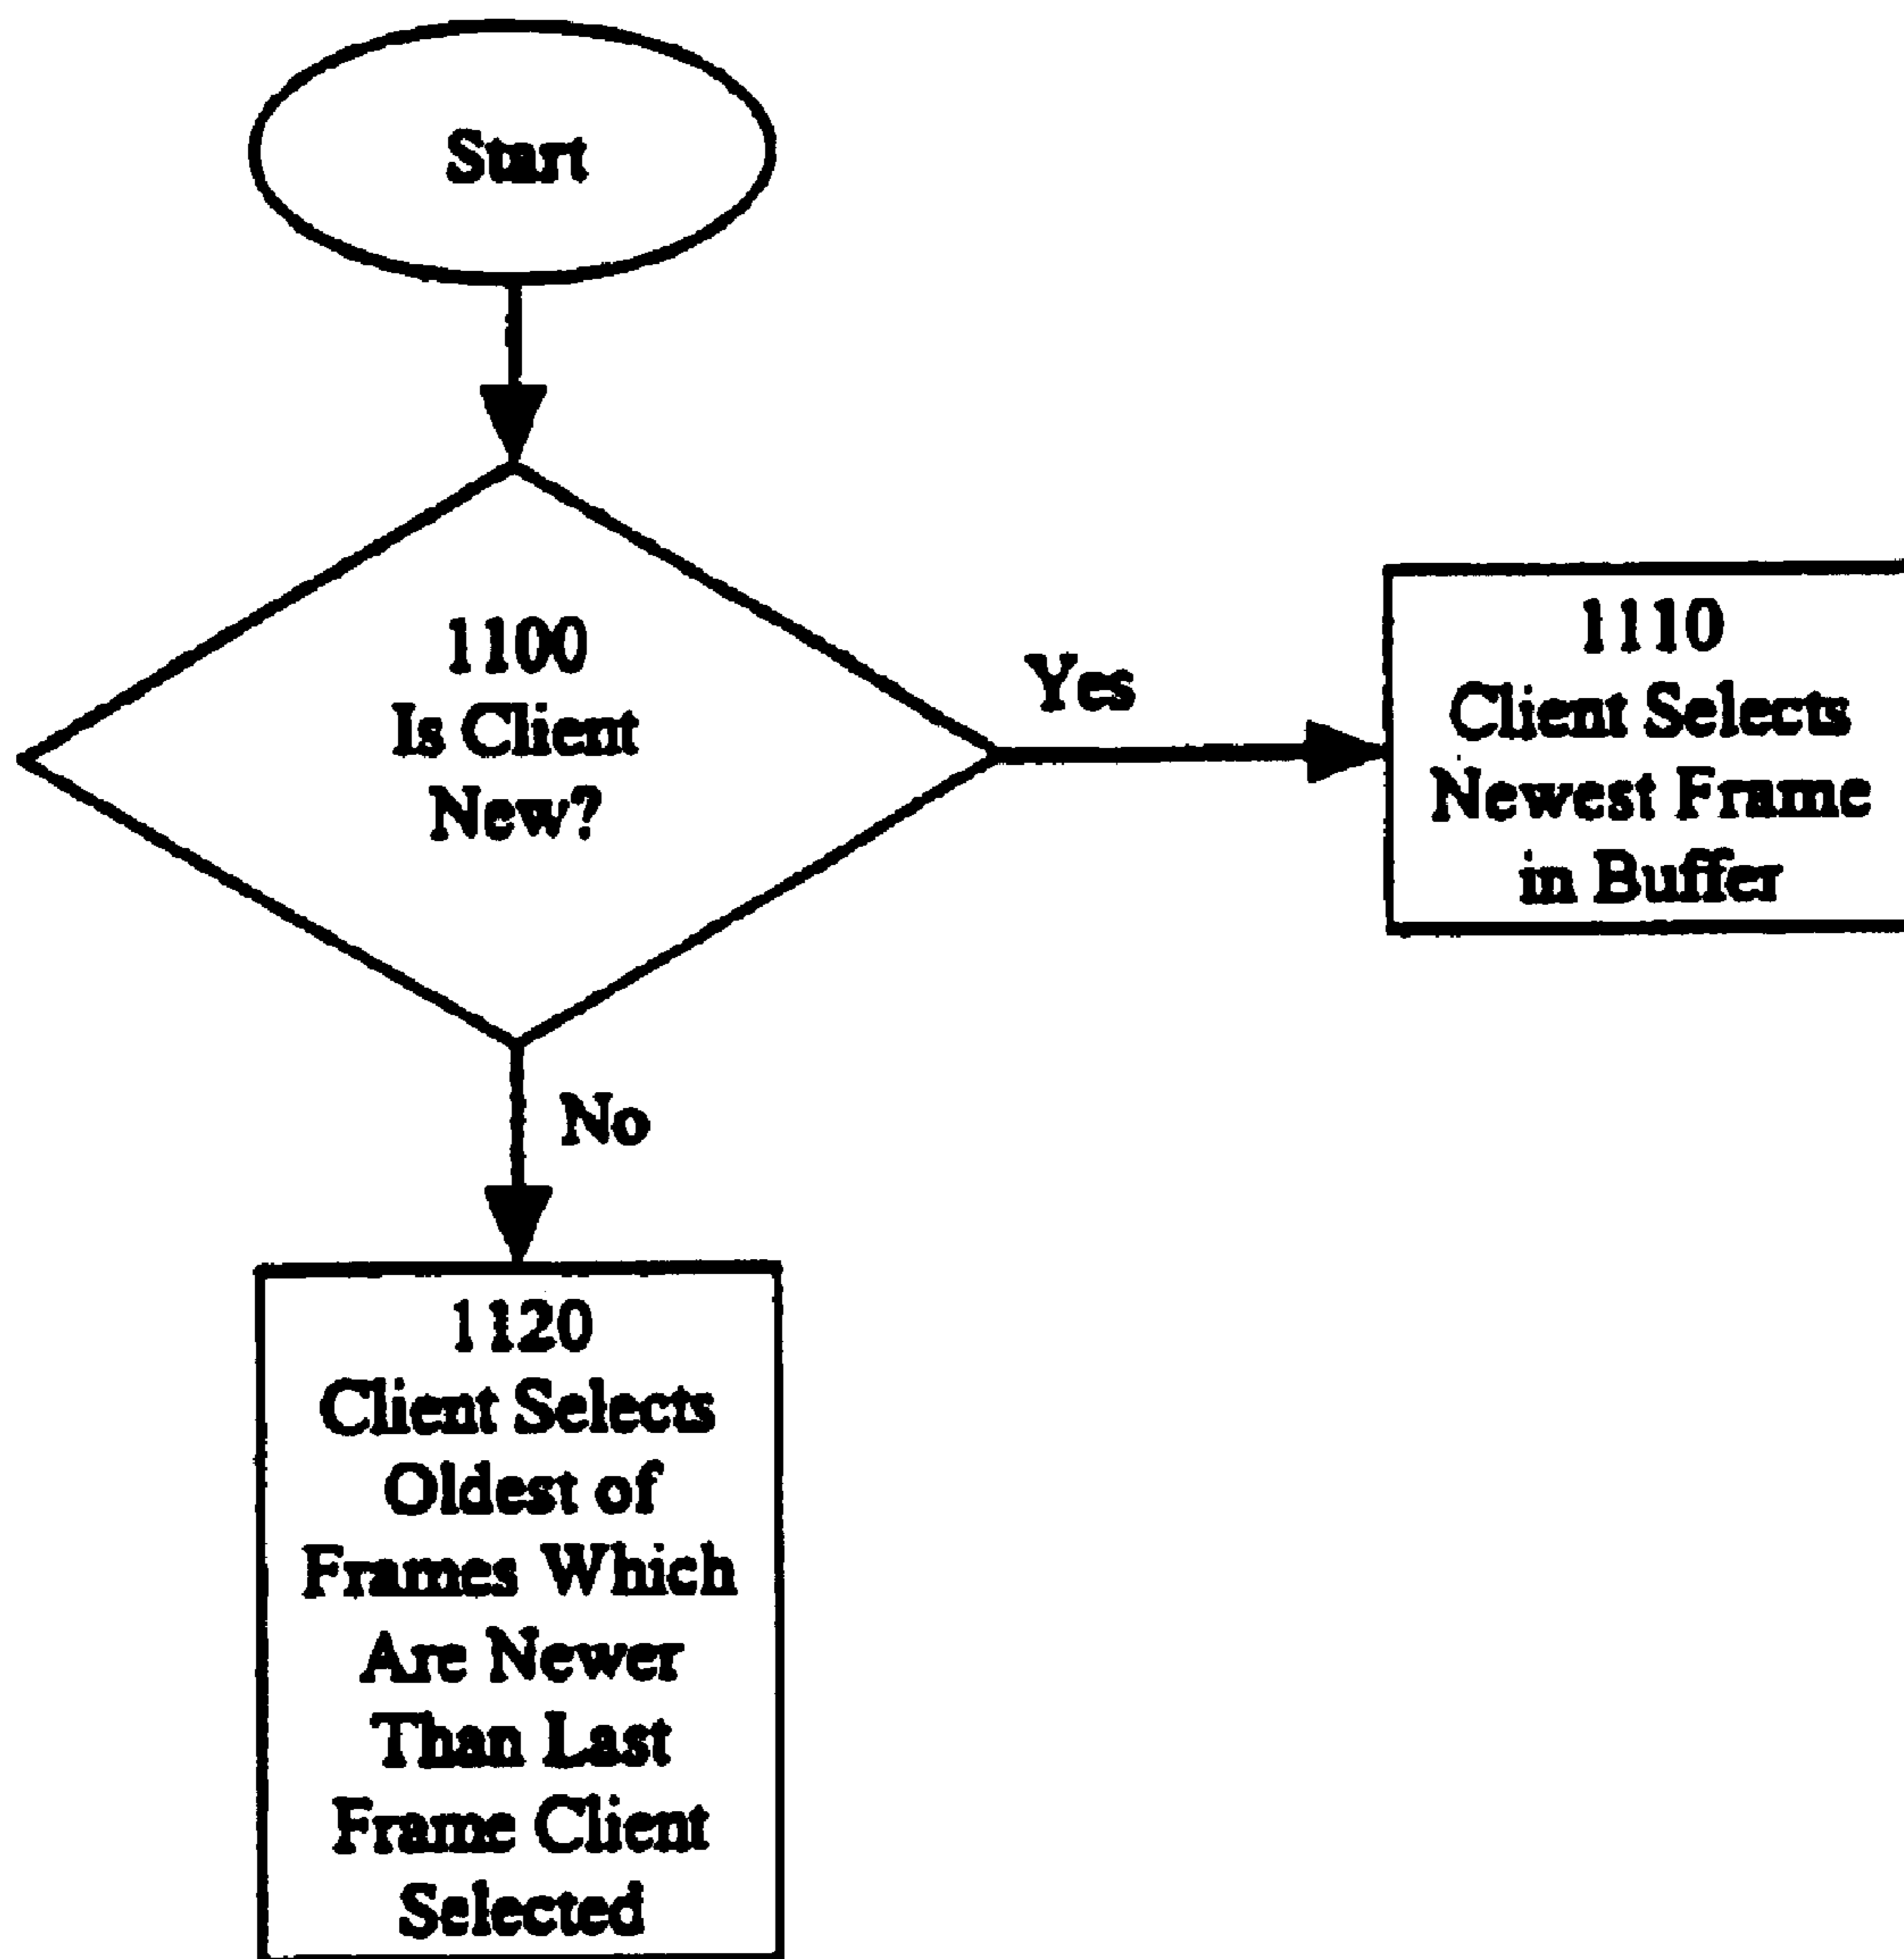 Start
1100
Is Client
New?
Yes
1110
Client Selects
Newest Frame
in Buffer
No
1120
Client Selects
Oldest of
Frames Which
Are Newer
Than Last
Frame Client
Selected